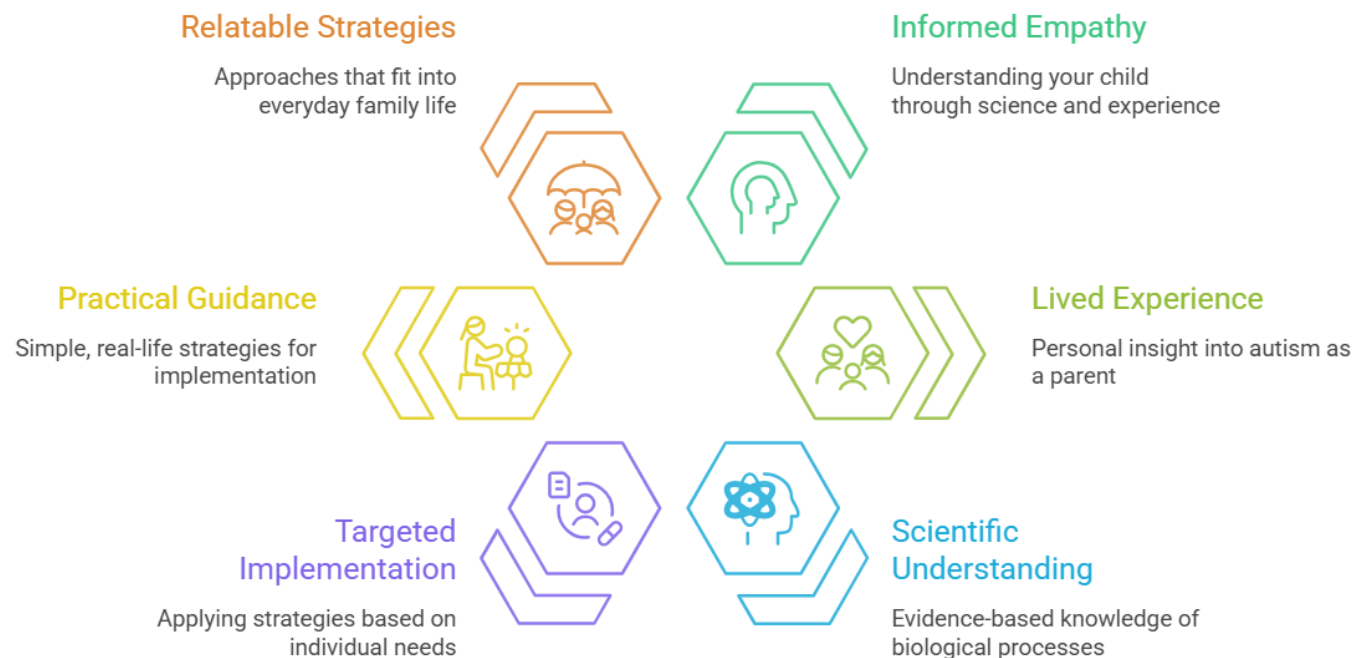 Relatable Strategies
Approaches that fit into
everyday family life
Informed Empathy
Understanding your child
through science and experience
Practical Guidance
Simple, real-life strategies for
implementation
Lived Experience
Personal insight into autism as
a parent
Targeted
Implementation
Applying strategies based on
individual needs
Scientific
Understanding
Evidence-based knowledge of
biological processes